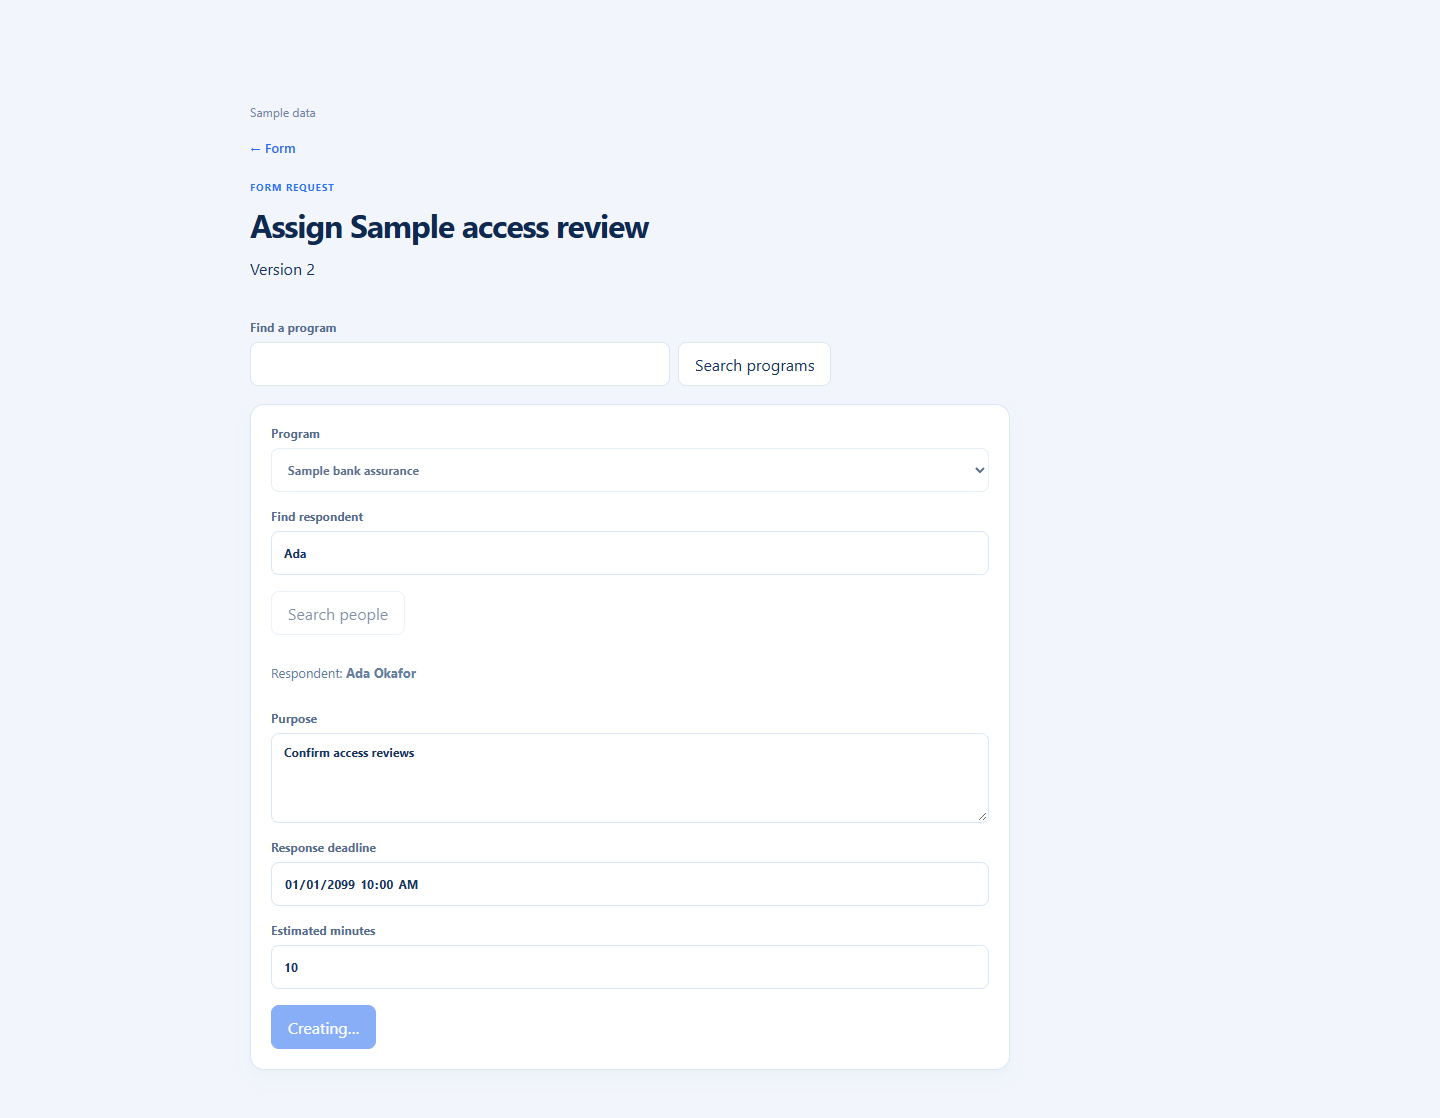 Sample data
← Form
FORM REQUEST
Assign Sample access review
Version 2
Find a program
Search programs
Program
Sample bank assurance
Find respondent
Ada
Search people
Respondent: Ada Okafor
Purpose
Confirm access reviews
Response deadline
01/01/2099 10:00 AM
Estimated minutes
10
Creating...